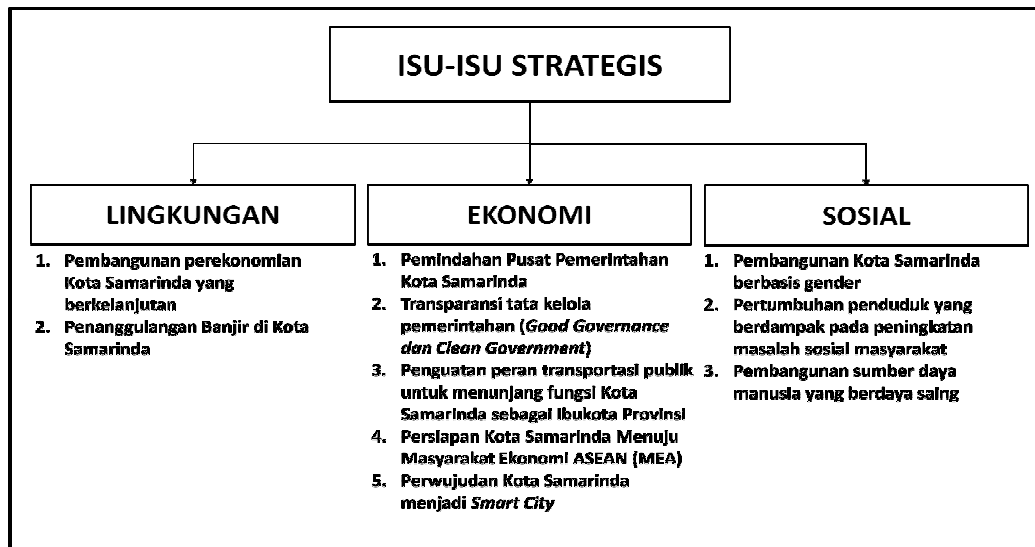 ISU-ISU STRATEGIS
LINGKUNGAN
1. Pembangunan perekonomian
Kota Samarinda yang
berkelanjutan
2. Penanggulangan Banjir di Kota
Samarinda
EKONOMI
1. Pemindahan Pusat Pemerintahan
Kota Samarinda
2. Transparansi tata kelola
pemerintahan (Good Governance
dan Clean Government)
3. Penguatan peran transportasi publik
untuk menunjang fungsi Kota
Samarinda sebagai Ibukota Provinsi
4. Persiapan Kota Samarinda Menuju
Masyarakat Ekonomi ASEAN (MEA)
5. Perwujudan Kota Samarinda
menjadi Smart City
SOSIAL
1. Pembangunan Kota Samarinda
berbasis gender
2. Pertumbuhan penduduk yang
berdampak pada peningkatan
masalah sosial masyarakat
3. Pembangunan sumber daya
manusia yang berdaya saing